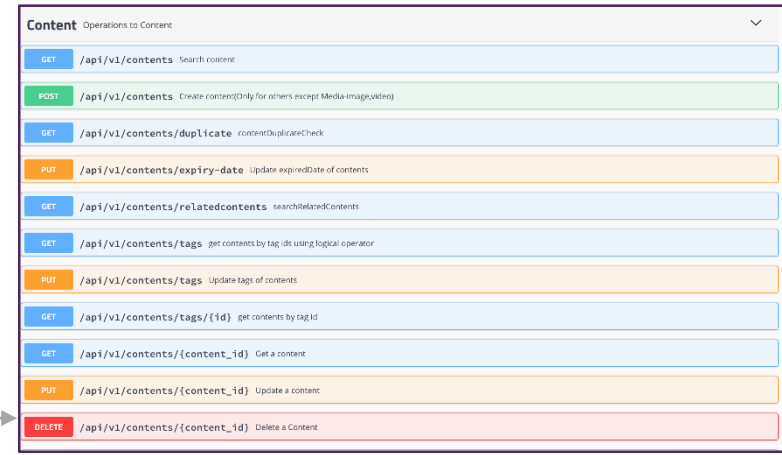 Content Operations to Content
GET /api/v1/contents Search content
POST /api/v1/contents Create content(Only for others except Media-image,video)
GET /api/v1/contents/duplicate contentDuplicateCheck
PUT /api/v1/contents/expiry-date Update expiredDate of contents
GET /api/v1/contents/relatedcontents searchRelatedContents
GET /api/v1/contents/tags get contents by tag ids using logical operator
PUT /api/v1/contents/tags Update tags of contents
GET /api/v1/contents/tags/{id} get contents by tag Id
GET /api/v1/contents/{content_id} Get a content
PUT /api/v1/contents/{content_id} Update a content
DELETE /api/v1/contents/{content_id} Delete a Content